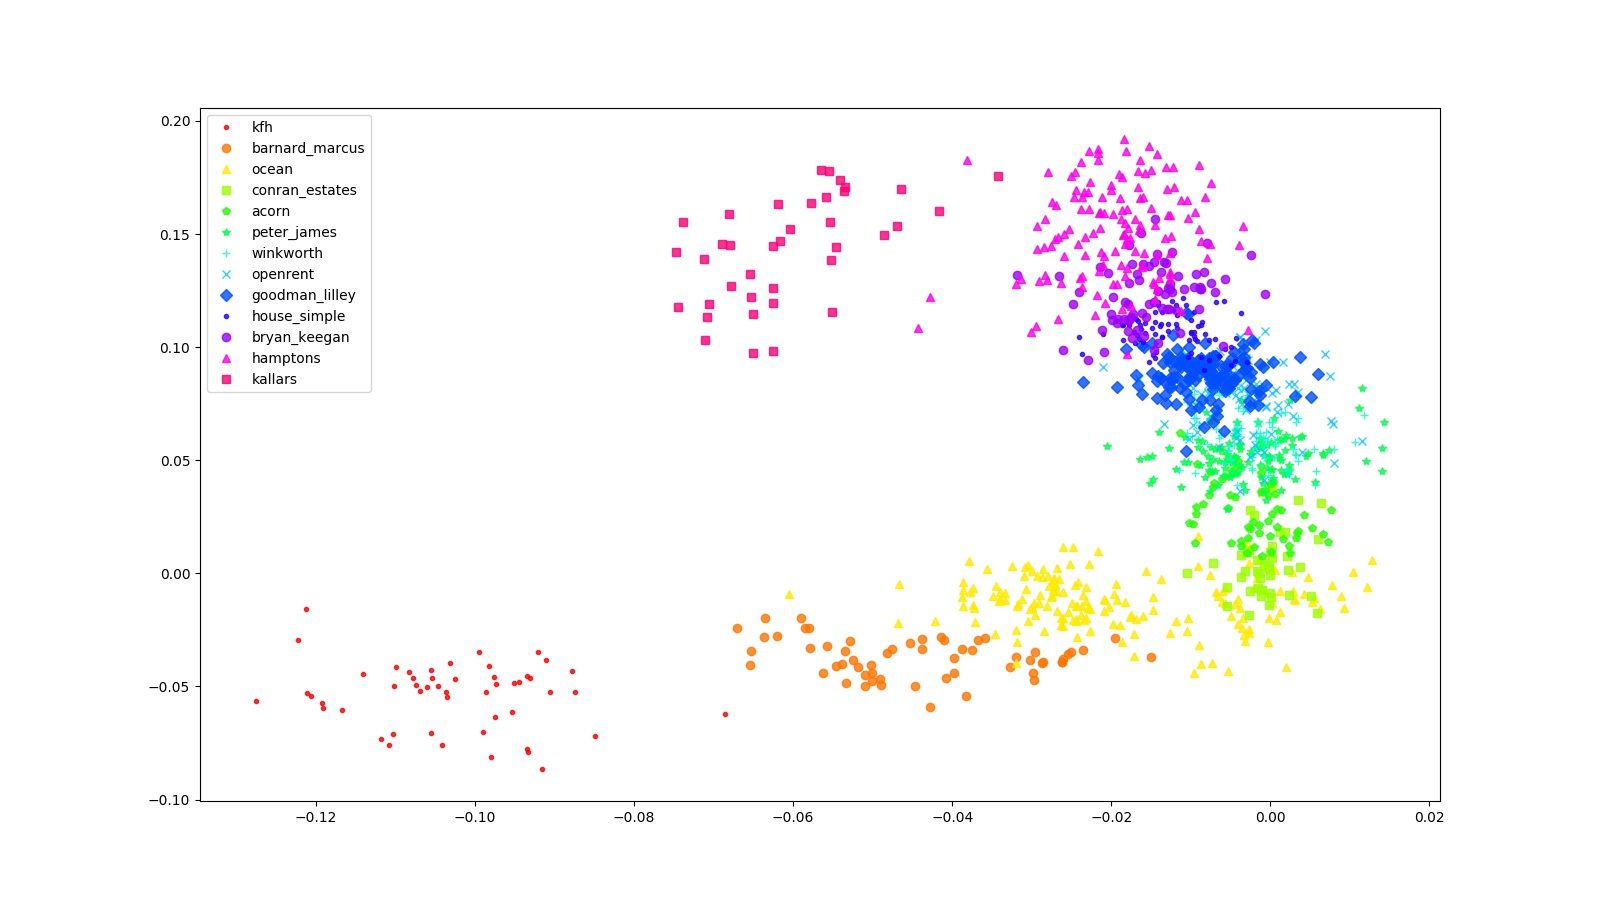 kfh
barnard_marcus
ocean
conran_estates
acorn
peter_james
winkworth
openrent
goodman_lilley
house_simple
bryan_keegan
hamptons
kallars
0.20
0.15
0.10
0.05
0.00
−0.05
−0.10
−0.12 −0.10 −0.08 −0.06 −0.04 −0.02 0.00 0.02